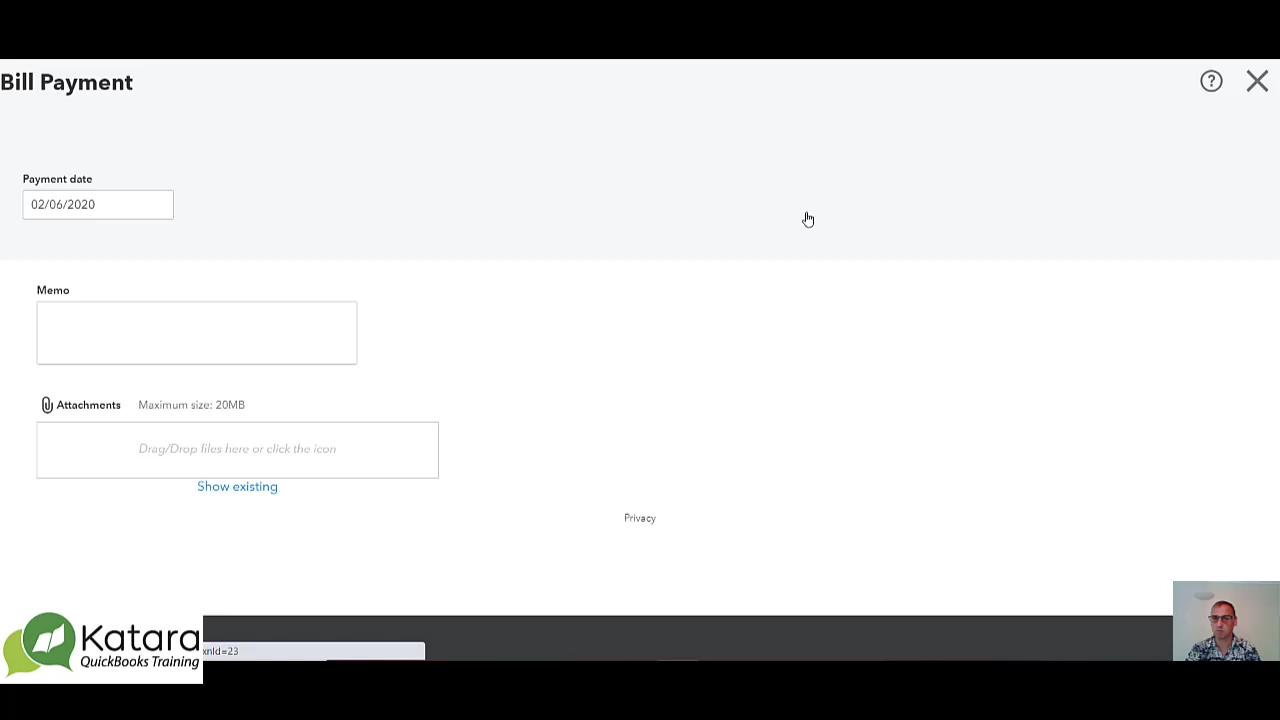 Bill Payment
Payment date
02/06/2020
Memo
Attachments Maximum size: 20MB
Drag/Drop files here or click the icon
Show existing
Privacy
Katara
QuickBooks Training
xnId=23